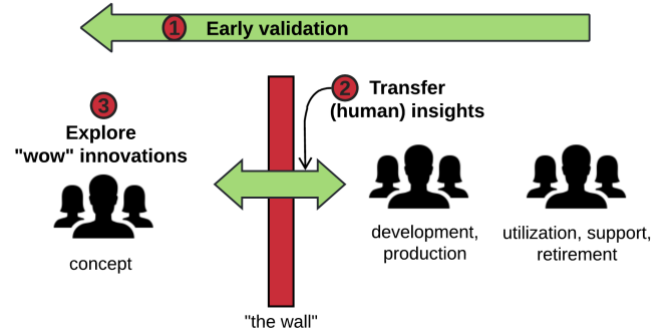 1 Early validation
2 Transfer
(human) insights
3
Explore
"wow" innovations
concept
development,
production
utilization, support,
retirement
"the wall"